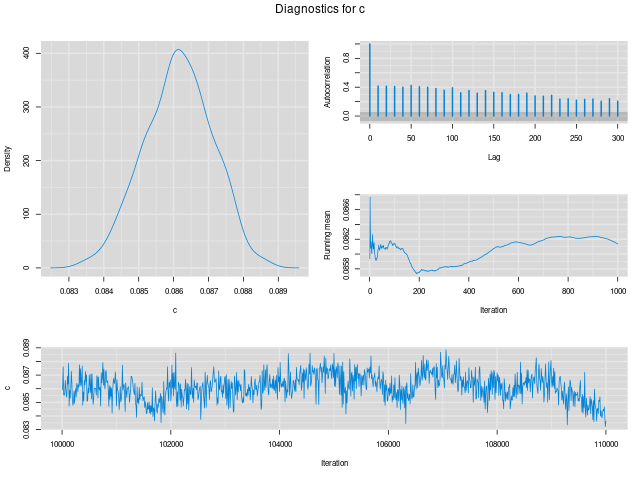 Diagnostics for c
400
300
200
100
0
Density
0.083 0.084 0.085 0.086 0.087 0.088 0.089
c
0.8
0.4
0.0
Autocorrelation
0 50 100 150 200 250 300
Lag
0.0866
0.0862
0.0858
Running mean
0 200 400 600 800 1000
Iteration
0.089
0.087
0.085
0.083
c
100000 102000 104000 106000 108000 110000
Iteration